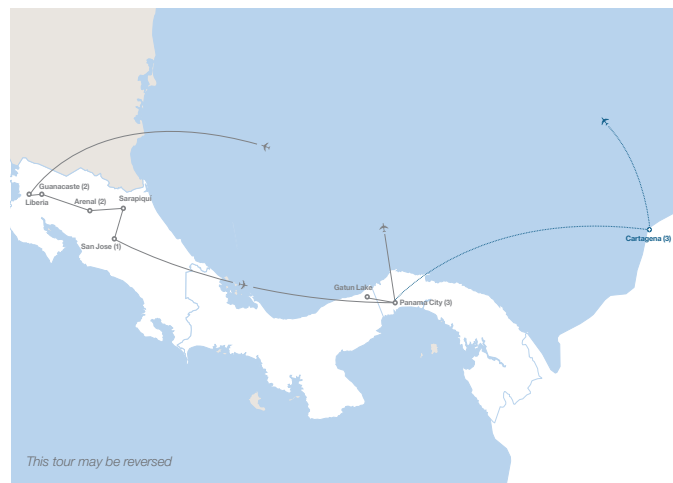 Guanacaste (2)
Liberia
Arenal (2)
Sarapiqui
San Jose (1)
Cartagena (3)
Gatun Lake
Panama City (3)
This tour may be reversed